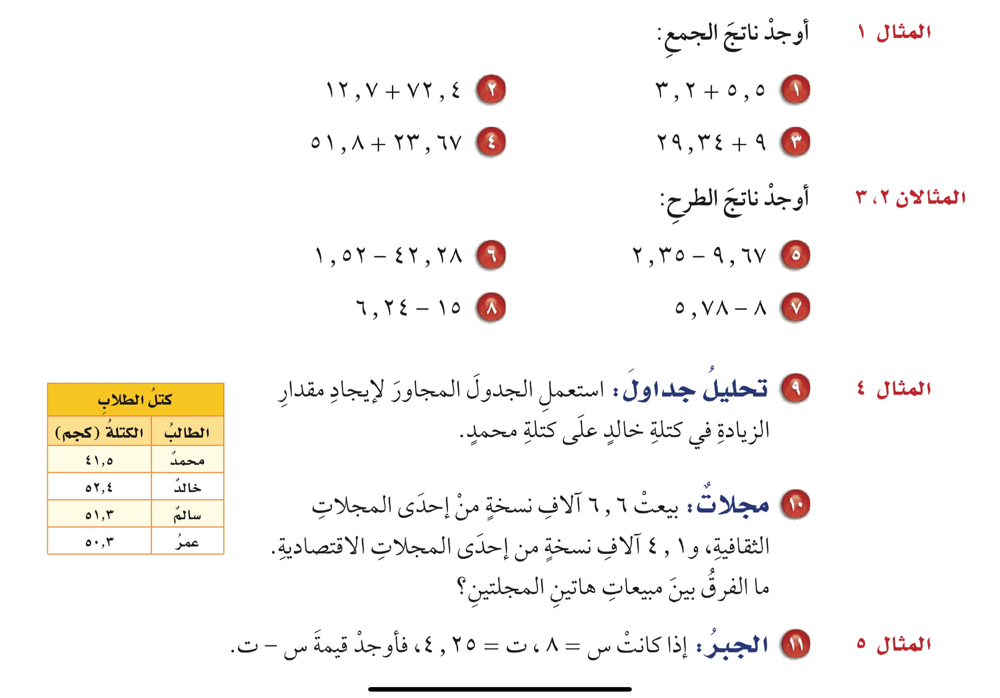 المثال ١ أوجدْ ناتجَ الجمعِ:
١ ٥,٥ + ٣,٢ ٢ ٧٢,٤ + ١٢,٧
٣ ٩ + ٢٩,٣٤ ٤ ٢٣,٦٧ + ٥١,٨
المثالان ٢، ٣ أوجدْ ناتجَ الطرحِ:
٥ ٩,٦٧ – ٢,٣٥ ٦ ٤٢,٢٨ – ١,٥٢
٧ ٨ – ٥,٧٨ ٨ ١٥ – ٦,٢٤
المثال ٤ ٩ تحليلُ جداولَ: استعملِ الجدولَ المجاورَ لإيجادِ مقدارِ
الزيادةِ في كتلةِ خالدٍ علَى كتلةِ محمدٍ.
كتلُ الطلابِ
الطالبُ الكتلةُ (كجم)
محمدٌ ٤١,٥
خالدٌ ٥٢,٤
سالمٌ ٥١,٣
عمرُ ٥٠,٣
١٠ مجلاتٌ: بيعتْ ٦,٦ آلافِ نسخةٍ منْ إحدَى المجلاتِ
الثقافيةِ، و٤,١ آلافِ نسخةٍ من إحدَى المجلاتِ الاقتصاديةِ.
ما الفرقُ بينَ مبيعاتِ هاتينِ المجلتينِ؟
المثال ٥ ١١ الجبرُ: إذا كانتْ س = ٨ ، ت = ٤,٢٥، فأوجدْ قيمةَ س – ت.